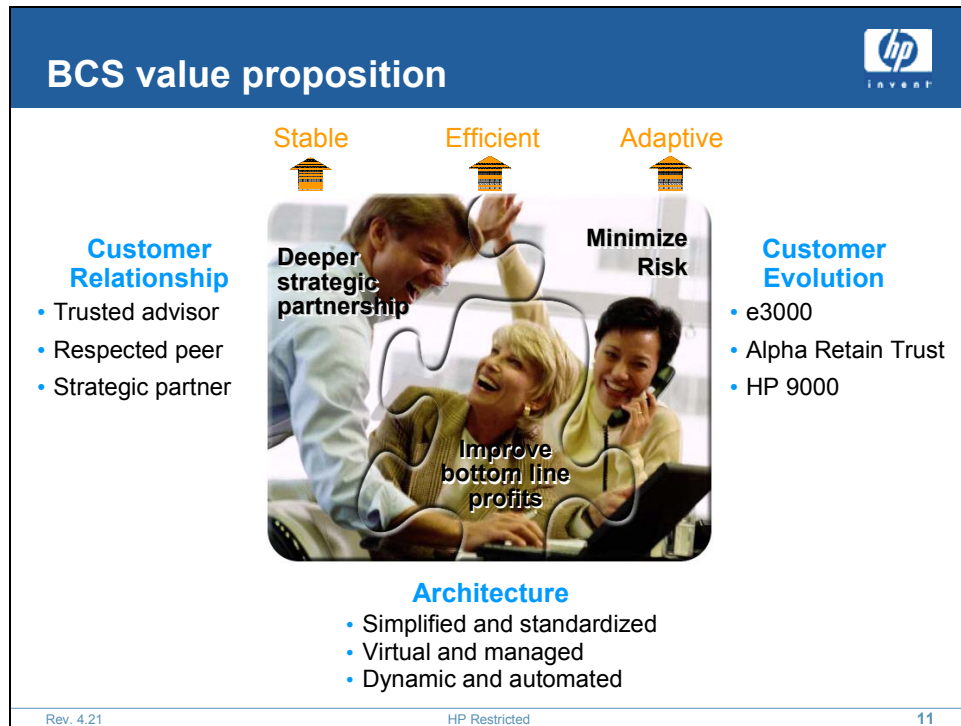 BCS value proposition
hp
invent
Stable
Efficient
Adaptive
Customer
Relationship
• Trusted advisor
• Respected peer
• Strategic partner
Deeper
strategic
partnership
Minimize
Risk
Improve
bottom line
profits
Customer
Evolution
• e3000
• Alpha Retain Trust
• HP 9000
Architecture
• Simplified and standardized
• Virtual and managed
• Dynamic and automated
Rev. 4.21
HP Restricted
11